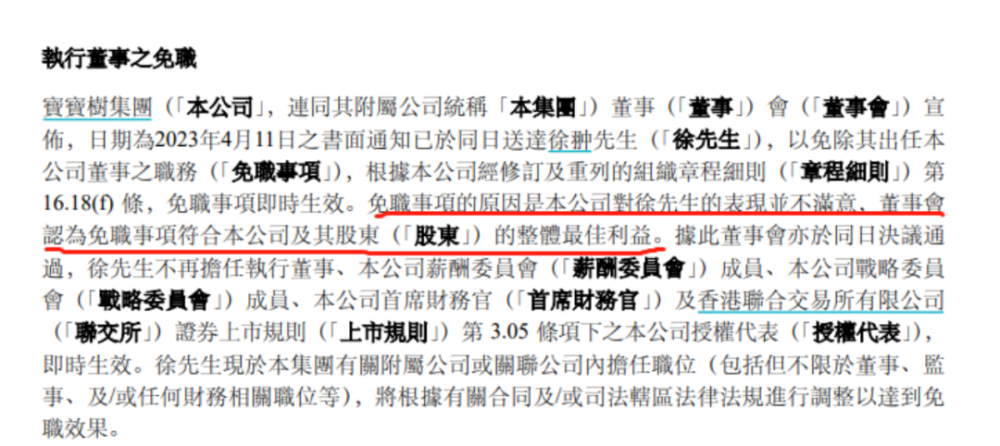 執行董事之免職
寶寶樹集團（「本公司」，連同其附屬公司統稱「本集團」）董事（「董事」）會（「董事會」）宣
佈，日期為2023年4月11日之書面通知已於同日送達徐翀先生（「徐先生」），以免除其出任本
公司董事之職務（「免職事項」），根據本公司經修訂及重列的組織章程細則（「章程細則」）第
16.18(f) 條，免職事項即時生效。免職事項的原因是本公司對徐先生的表現並不滿意，董事會
認為免職事項符合本公司及其股東（「股東」）的整體最佳利益。據此董事會亦於同日決議通
過，徐先生不再擔任執行董事、本公司薪酬委員會（「薪酬委員會」）成員、本公司戰略委員
會（「戰略委員會」）成員、本公司首席財務官（「首席財務官」）及香港聯合交易所有限公司
（「聯交所」）證券上市規則（「上市規則」）第 3.05 條項下之本公司授權代表（「授權代表」），
即時生效。徐先生現於本集團有關附屬公司或關聯公司內擔任職位（包括但不限於董事、監
事、及/或任何財務相關職位等），將根據有關合同及/或司法轄區法律法規進行調整以達到免
職效果。